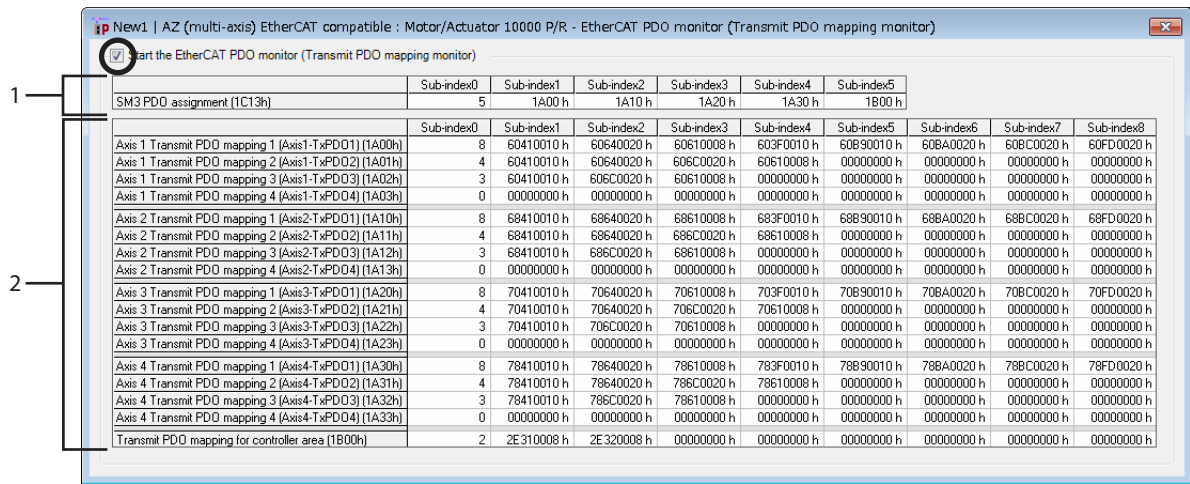 New1 | AZ (multi-axis) EtherCAT compatible : Motor/Actuator 10000 P/R - EtherCAT PDO monitor (Transmit PDO mapping monitor)
Start the EtherCAT PDO monitor (Transmit PDO mapping monitor)
1
Sub-index0 Sub-index1 Sub-index2 Sub-index3 Sub-index4 Sub-index5
SM3 PDO assignment (1C13h) 5 1A00 h 1A10 h 1A20 h 1A30 h 1B00 h
2
Sub-index0 Sub-index1 Sub-index2 Sub-index3 Sub-index4 Sub-index5 Sub-index6 Sub-index7 Sub-index8
Axis 1 Transmit PDO mapping 1 (Axis1-TxPDO1) (1A00h) 8 60410010 h 60640020 h 60610008 h 603F0010 h 60B90010 h 60BA0020 h 60BC0020 h 60FD0020 h
Axis 1 Transmit PDO mapping 2 (Axis1-TxPDO2) (1A01h) 4 60410010 h 60640020 h 606C0020 h 60610008 h 00000000 h 00000000 h 00000000 h 00000000 h
Axis 1 Transmit PDO mapping 3 (Axis1-TxPDO3) (1A02h) 3 60410010 h 606C0020 h 60610008 h 00000000 h 00000000 h 00000000 h 00000000 h 00000000 h
Axis 1 Transmit PDO mapping 4 (Axis1-TxPDO4) (1A03h) 0 00000000 h 00000000 h 00000000 h 00000000 h 00000000 h 00000000 h 00000000 h 00000000 h
Axis 2 Transmit PDO mapping 1 (Axis2-TxPDO1) (1A10h) 8 68410010 h 68640020 h 68610008 h 683F0010 h 68B90010 h 68BA0020 h 68BC0020 h 68FD0020 h
Axis 2 Transmit PDO mapping 2 (Axis2-TxPDO2) (1A11h) 4 68410010 h 68640020 h 686C0020 h 68610008 h 00000000 h 00000000 h 00000000 h 00000000 h
Axis 2 Transmit PDO mapping 3 (Axis2-TxPDO3) (1A12h) 3 68410010 h 686C0020 h 68610008 h 00000000 h 00000000 h 00000000 h 00000000 h 00000000 h
Axis 2 Transmit PDO mapping 4 (Axis2-TxPDO4) (1A13h) 0 00000000 h 00000000 h 00000000 h 00000000 h 00000000 h 00000000 h 00000000 h 00000000 h
Axis 3 Transmit PDO mapping 1 (Axis3-TxPDO1) (1A20h) 8 70410010 h 70640020 h 70610008 h 703F0010 h 70B90010 h 70BA0020 h 70BC0020 h 70FD0020 h
Axis 3 Transmit PDO mapping 2 (Axis3-TxPDO2) (1A21h) 4 70410010 h 70640020 h 706C0020 h 70610008 h 00000000 h 00000000 h 00000000 h 00000000 h
Axis 3 Transmit PDO mapping 3 (Axis3-TxPDO3) (1A22h) 3 70410010 h 706C0020 h 70610008 h 00000000 h 00000000 h 00000000 h 00000000 h 00000000 h
Axis 3 Transmit PDO mapping 4 (Axis3-TxPDO4) (1A23h) 0 00000000 h 00000000 h 00000000 h 00000000 h 00000000 h 00000000 h 00000000 h 00000000 h
Axis 4 Transmit PDO mapping 1 (Axis4-TxPDO1) (1A30h) 8 78410010 h 78640020 h 78610008 h 783F0010 h 78B90010 h 78BA0020 h 78BC0020 h 78FD0020 h
Axis 4 Transmit PDO mapping 2 (Axis4-TxPDO2) (1A31h) 4 78410010 h 78640020 h 786C0020 h 78610008 h 00000000 h 00000000 h 00000000 h 00000000 h
Axis 4 Transmit PDO mapping 3 (Axis4-TxPDO3) (1A32h) 3 78410010 h 786C0020 h 78610008 h 00000000 h 00000000 h 00000000 h 00000000 h 00000000 h
Axis 4 Transmit PDO mapping 4 (Axis4-TxPDO4) (1A33h) 0 00000000 h 00000000 h 00000000 h 00000000 h 00000000 h 00000000 h 00000000 h 00000000 h
Transmit PDO mapping for controller area (1B00h) 2 2E310008 h 2E320008 h 00000000 h 00000000 h 00000000 h 00000000 h 00000000 h 00000000 h